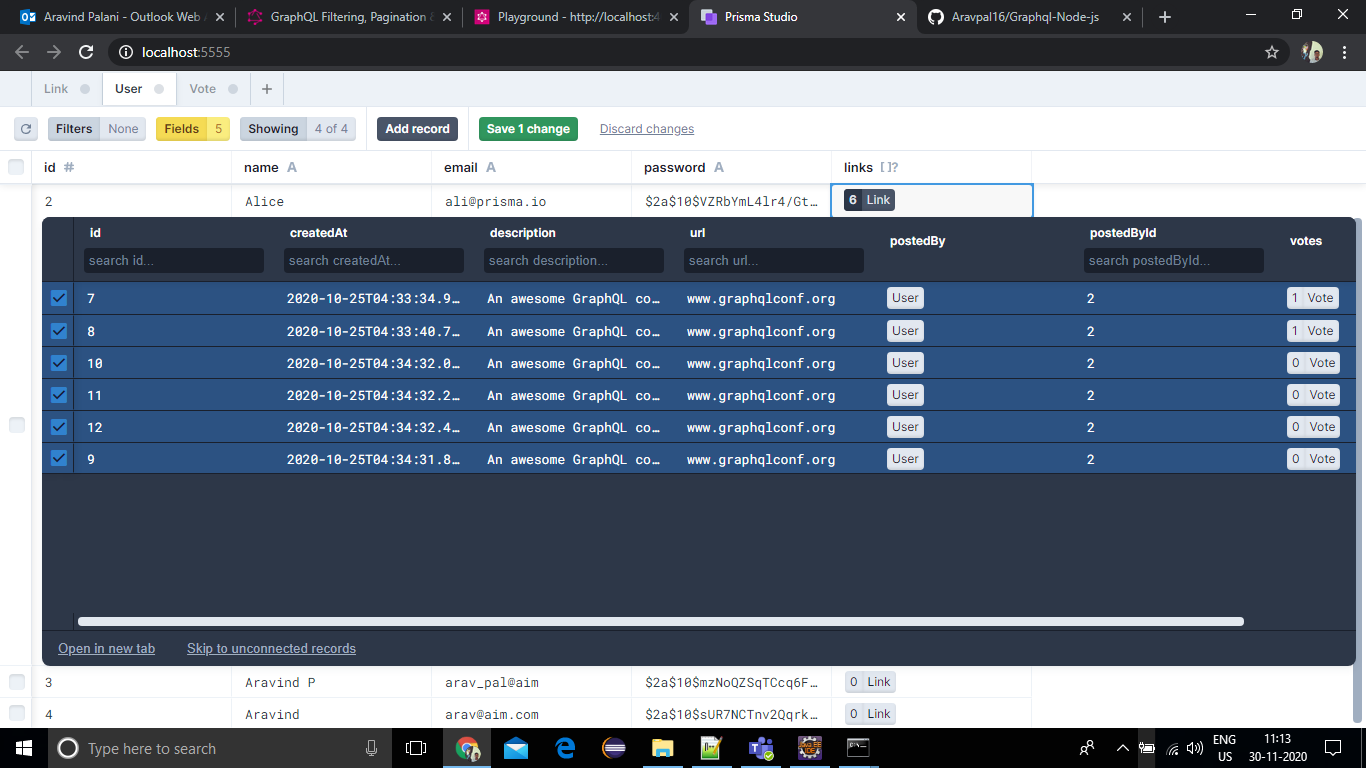 Aravind Palani - Outlook Web A
GraphQL Filtering, Pagination &
Playground - http://localhost:4
Prisma Studio
Aravpal16/Graphql-Node-js
localhost:5555
Link User Vote +
Filters None Fields 5 Showing 4 of 4 Add record Save 1 change Discard changes
id # name A email A password A links []?
2 Alice ali@prisma.io $2a$10$VZRbYmL4lr4/Gt… 6 Link
id createdAt description url postedBy postedById votes
search id... search createdAt... search description... search url... search postedById...
7 2020-10-25T04:33:34.9… An awesome GraphQL co… www.graphqlconf.org User 2 1 Vote
8 2020-10-25T04:33:40.7… An awesome GraphQL co… www.graphqlconf.org User 2 1 Vote
10 2020-10-25T04:34:32.0… An awesome GraphQL co… www.graphqlconf.org User 2 0 Vote
11 2020-10-25T04:34:32.2… An awesome GraphQL co… www.graphqlconf.org User 2 0 Vote
12 2020-10-25T04:34:32.4… An awesome GraphQL co… www.graphqlconf.org User 2 0 Vote
9 2020-10-25T04:34:31.8… An awesome GraphQL co… www.graphqlconf.org User 2 0 Vote
Open in new tab Skip to unconnected records
3 Aravind P arav_pal@aim $2a$10$mzNoQZSqTCcq6F… 0 Link
4 Aravind arav@aim.com $2a$10$sUR7NCTnv2Qqrk… 0 Link
Type here to search
ENG
US
11:13
30-11-2020